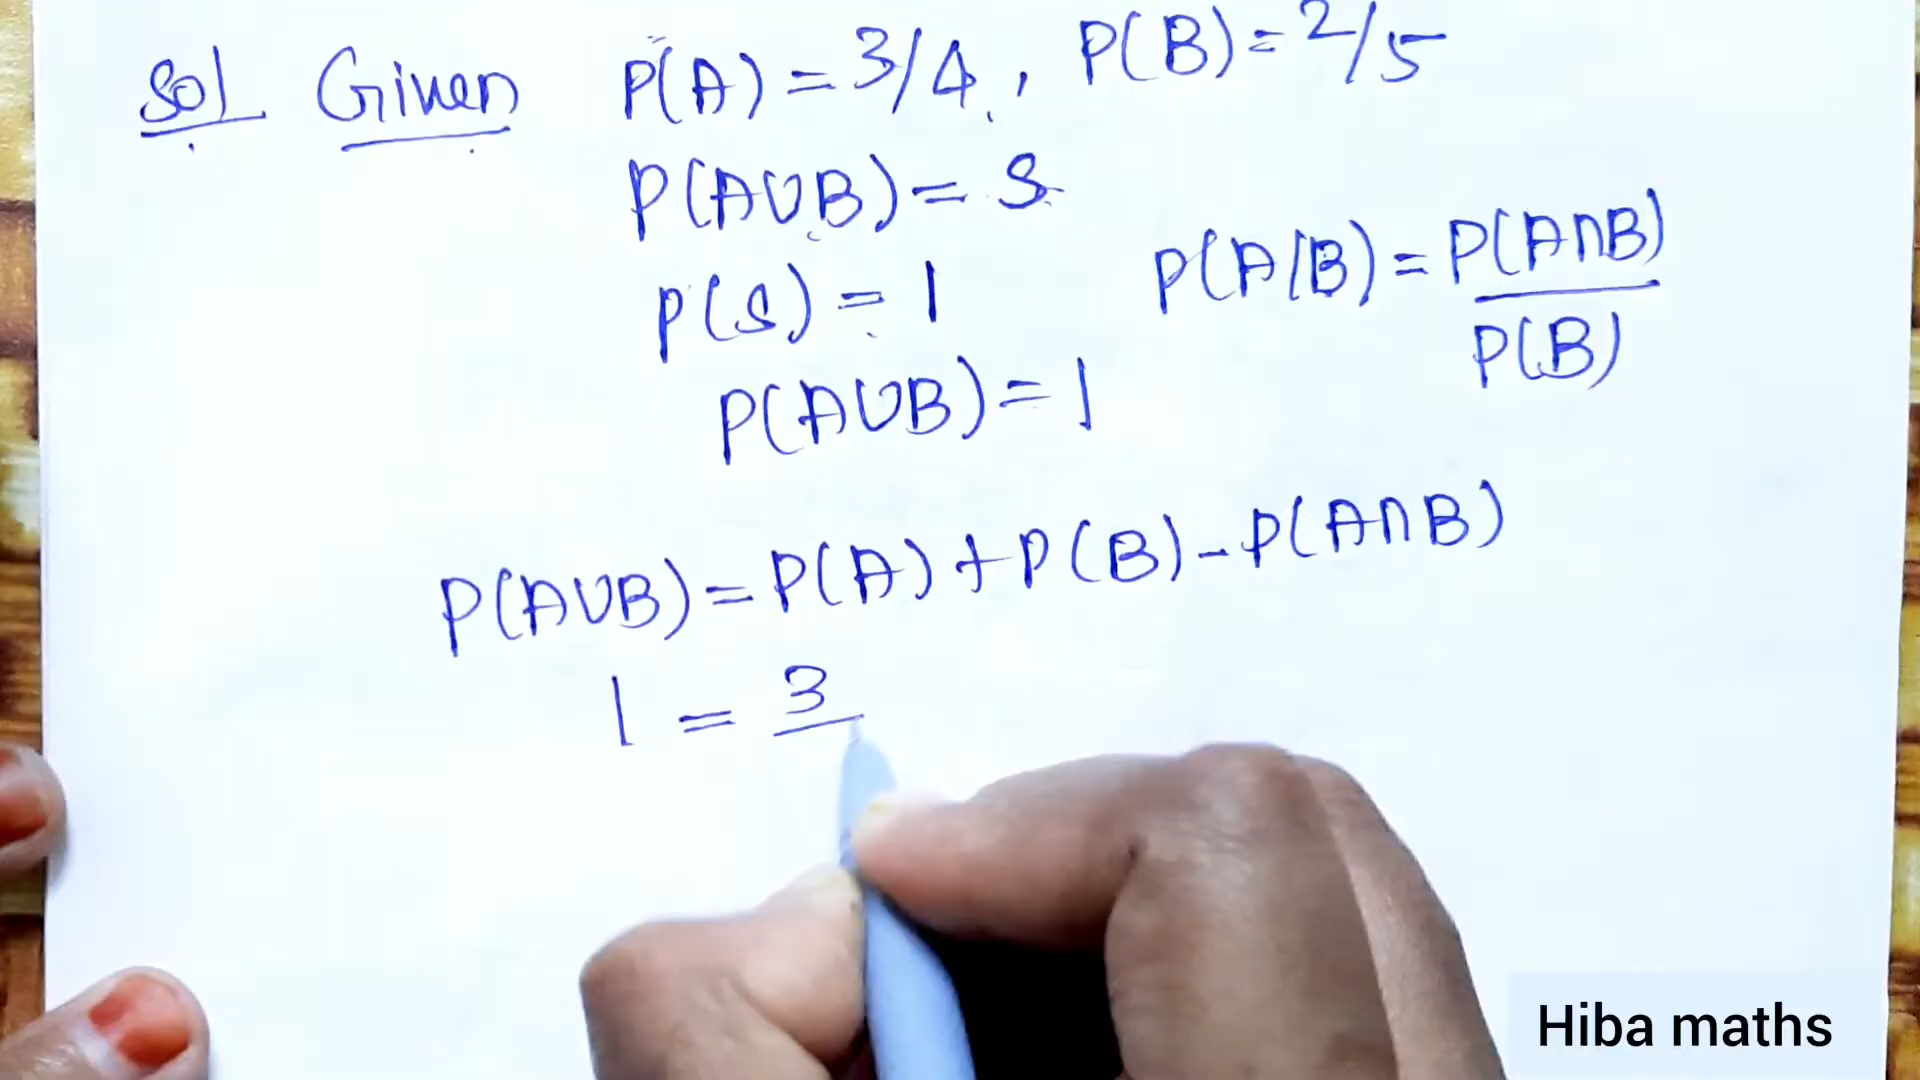 Sol Given P(A) = 3/4, P(B) = 2/5
P(A∪B) = S
P(S) = 1
P(A/B) = P(A∩B)
P(B)
P(A∪B) = 1
P(A∪B) = P(A) + P(B) - P(A∩B)
1 = 3
Hiba maths